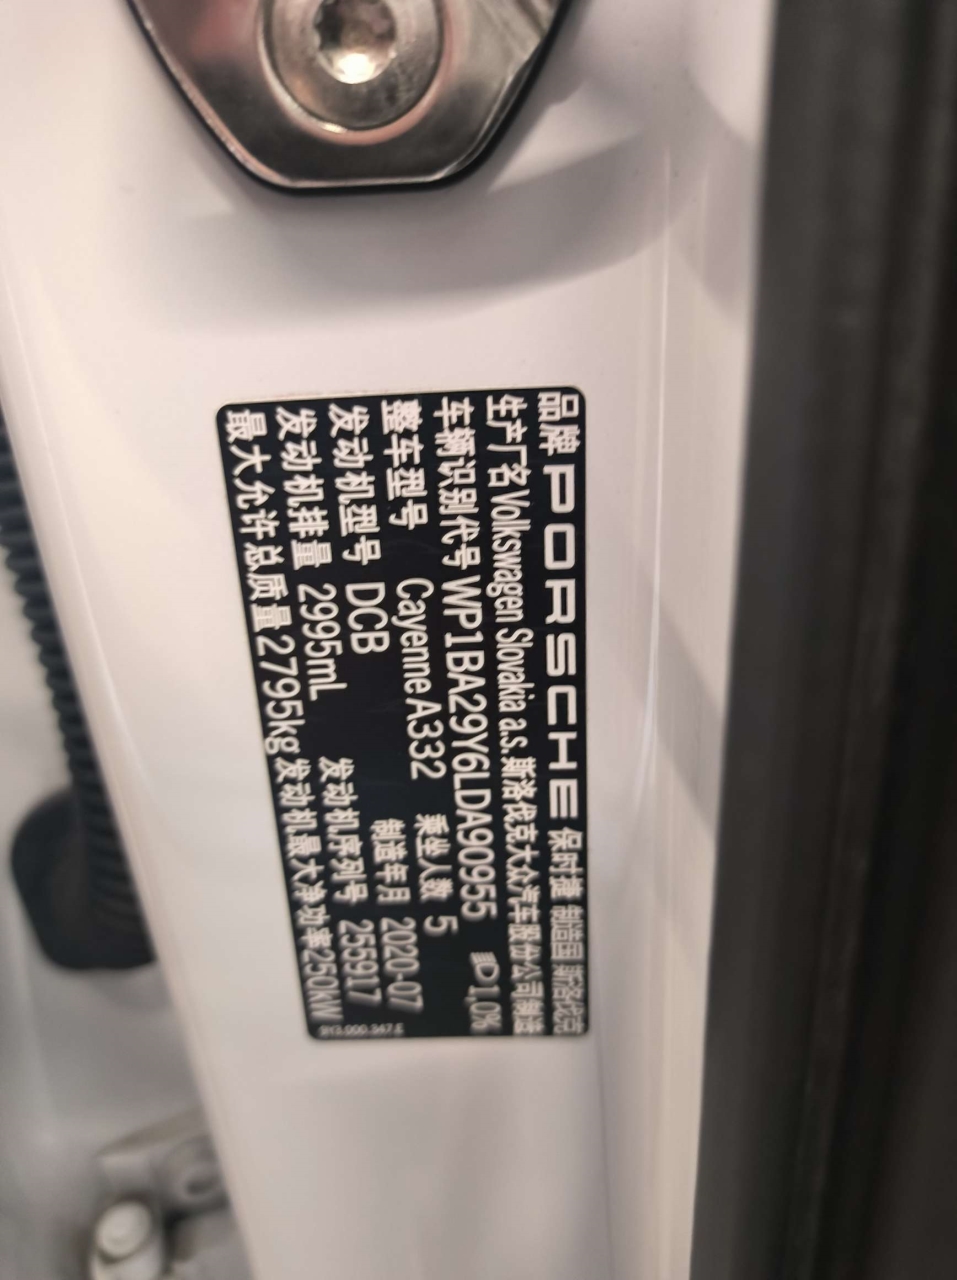 品牌 PORSCHE 保时捷 制造国 斯洛伐克
生产厂名 Volkswagen Slovakia a.s.斯洛伐克大众汽车股份公司制造
车辆识别代号 WP1BA29Y6LDA90955 1,0%
整车型号 Cayenne A332 乘坐人数 5
发动机型号 DCB 制造年月 2020-07
发动机排量 2995mL 发动机序列号 255917
最大允许总质量 2795kg 发动机最大净功率250kW
9Y3.000.347.E